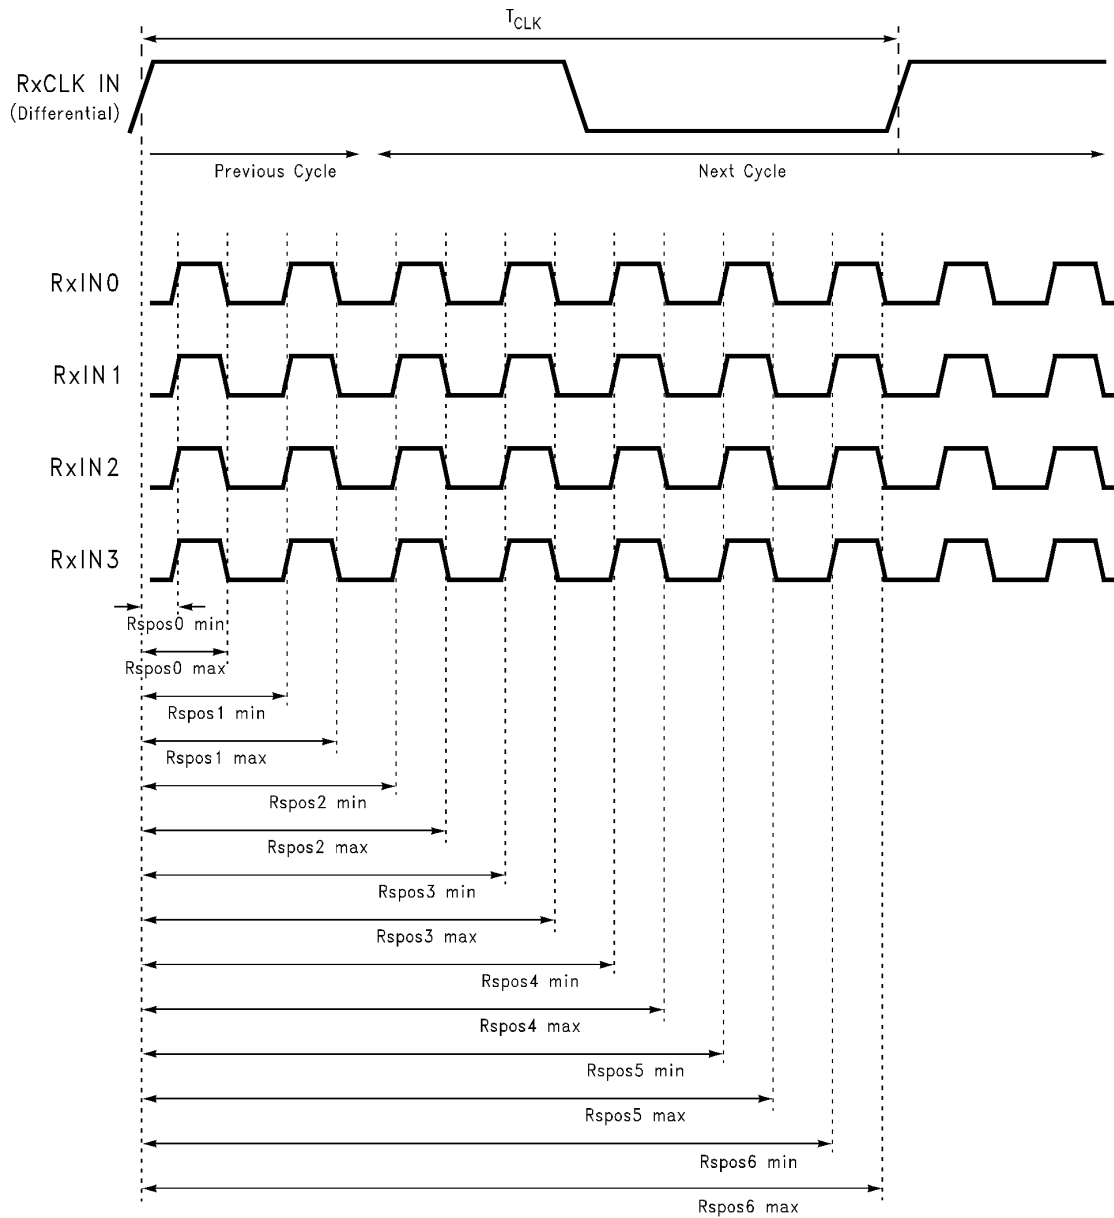 TCLK
RxCLK IN
(Differential)
Previous Cycle
Next Cycle
RxIN0
RxIN1
RxIN2
RxIN3
Rspos0 min
Rspos0 max
Rspos1 min
Rspos1 max
Rspos2 min
Rspos2 max
Rspos3 min
Rspos3 max
Rspos4 min
Rspos4 max
Rspos5 min
Rspos5 max
Rspos6 min
Rspos6 max